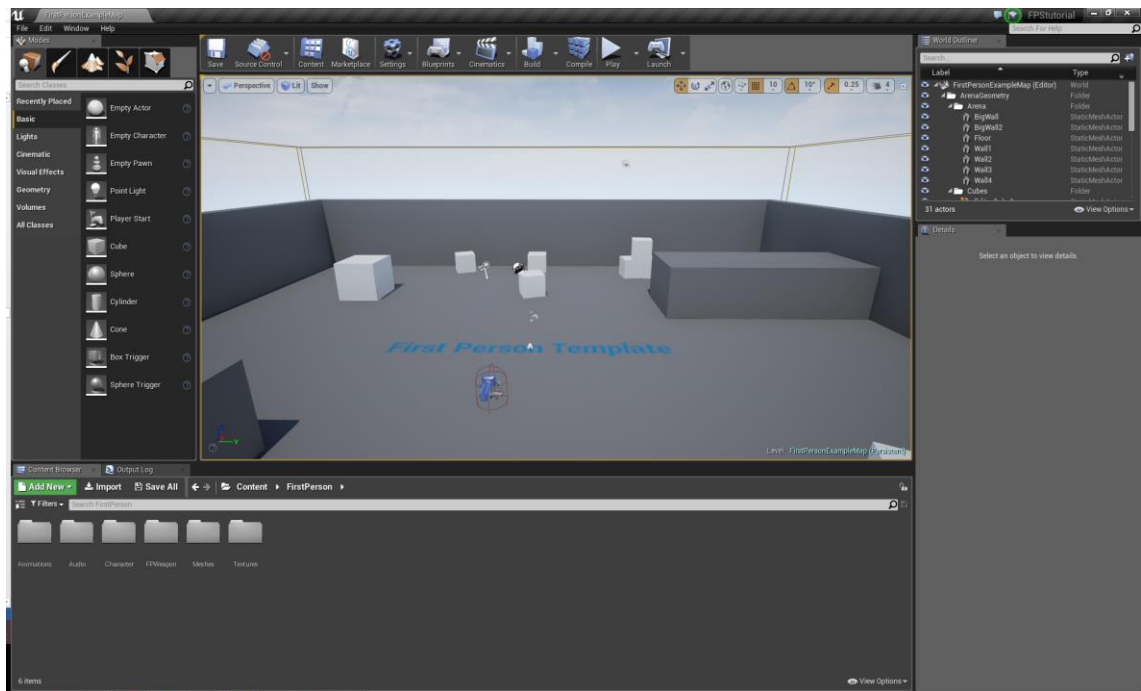 FirstPersonExampleMap
FPStutorial
File Edit Window Help
Search For Help
Modes
Save Source Control Content Marketplace Settings Blueprints Cinematics Build Compile Play Launch
Search Classes
Recently Placed
Basic
Lights
Cinematic
Visual Effects
Geometry
Volumes
All Classes
Empty Actor
Empty Character
Empty Pawn
Point Light
Player Start
Cube
Sphere
Cylinder
Cone
Box Trigger
Sphere Trigger
Perspective Lit Show
10 10° 0.25 4
First Person Template
Level: FirstPersonExampleMap (Persistent)
World Outliner
Search...
Label Type
FirstPersonExampleMap (Editor) World
ArenaGeometry Folder
Arena Folder
BigWall StaticMeshActor
BigWall2 StaticMeshActor
Floor StaticMeshActor
Wall1 StaticMeshActor
Wall2 StaticMeshActor
Wall3 StaticMeshActor
Wall4 StaticMeshActor
Cubes Folder
31 actors View Options
Details
Select an object to view details.
Content Browser Output Log
Add New Import Save All Content FirstPerson
Filters Search FirstPerson
Animations Audio Character FPWeapon Meshes Textures
6 items View Options